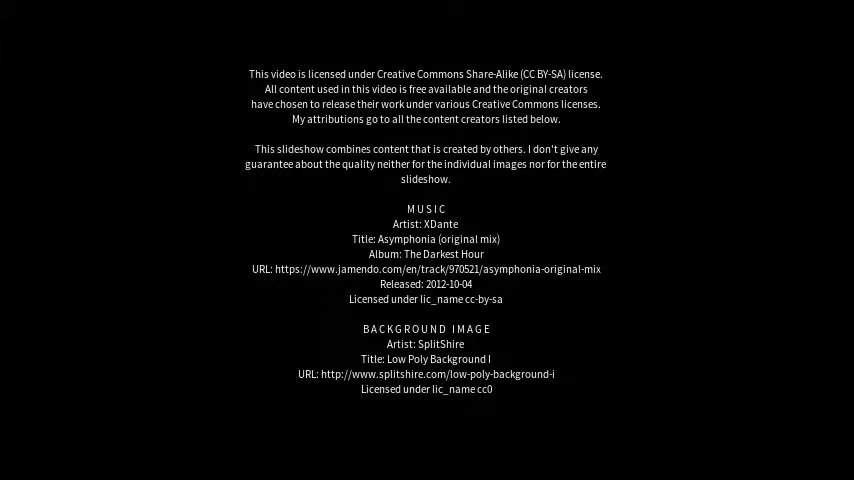 This video is licensed under Creative Commons Share-Alike (CC BY-SA) license.
All content used in this video is free available and the original creators
have chosen to release their work under various Creative Commons licenses.
My attributions go to all the content creators listed below.
This slideshow combines content that is created by others. I don't give any
guarantee about the quality neither for the individual images nor for the entire
slideshow.
MUSIC
Artist: XDante
Title: Asymphonia (original mix)
Album: The Darkest Hour
URL: https://www.jamendo.com/en/track/970521/asymphonia-original-mix
Released: 2012-10-04
Licensed under lic_name cc-by-sa
BACKGROUND IMAGE
Artist: SplitShire
Title: Low Poly Background I
URL: http://www.splitshire.com/low-poly-background-i
Licensed under lic_name cc0